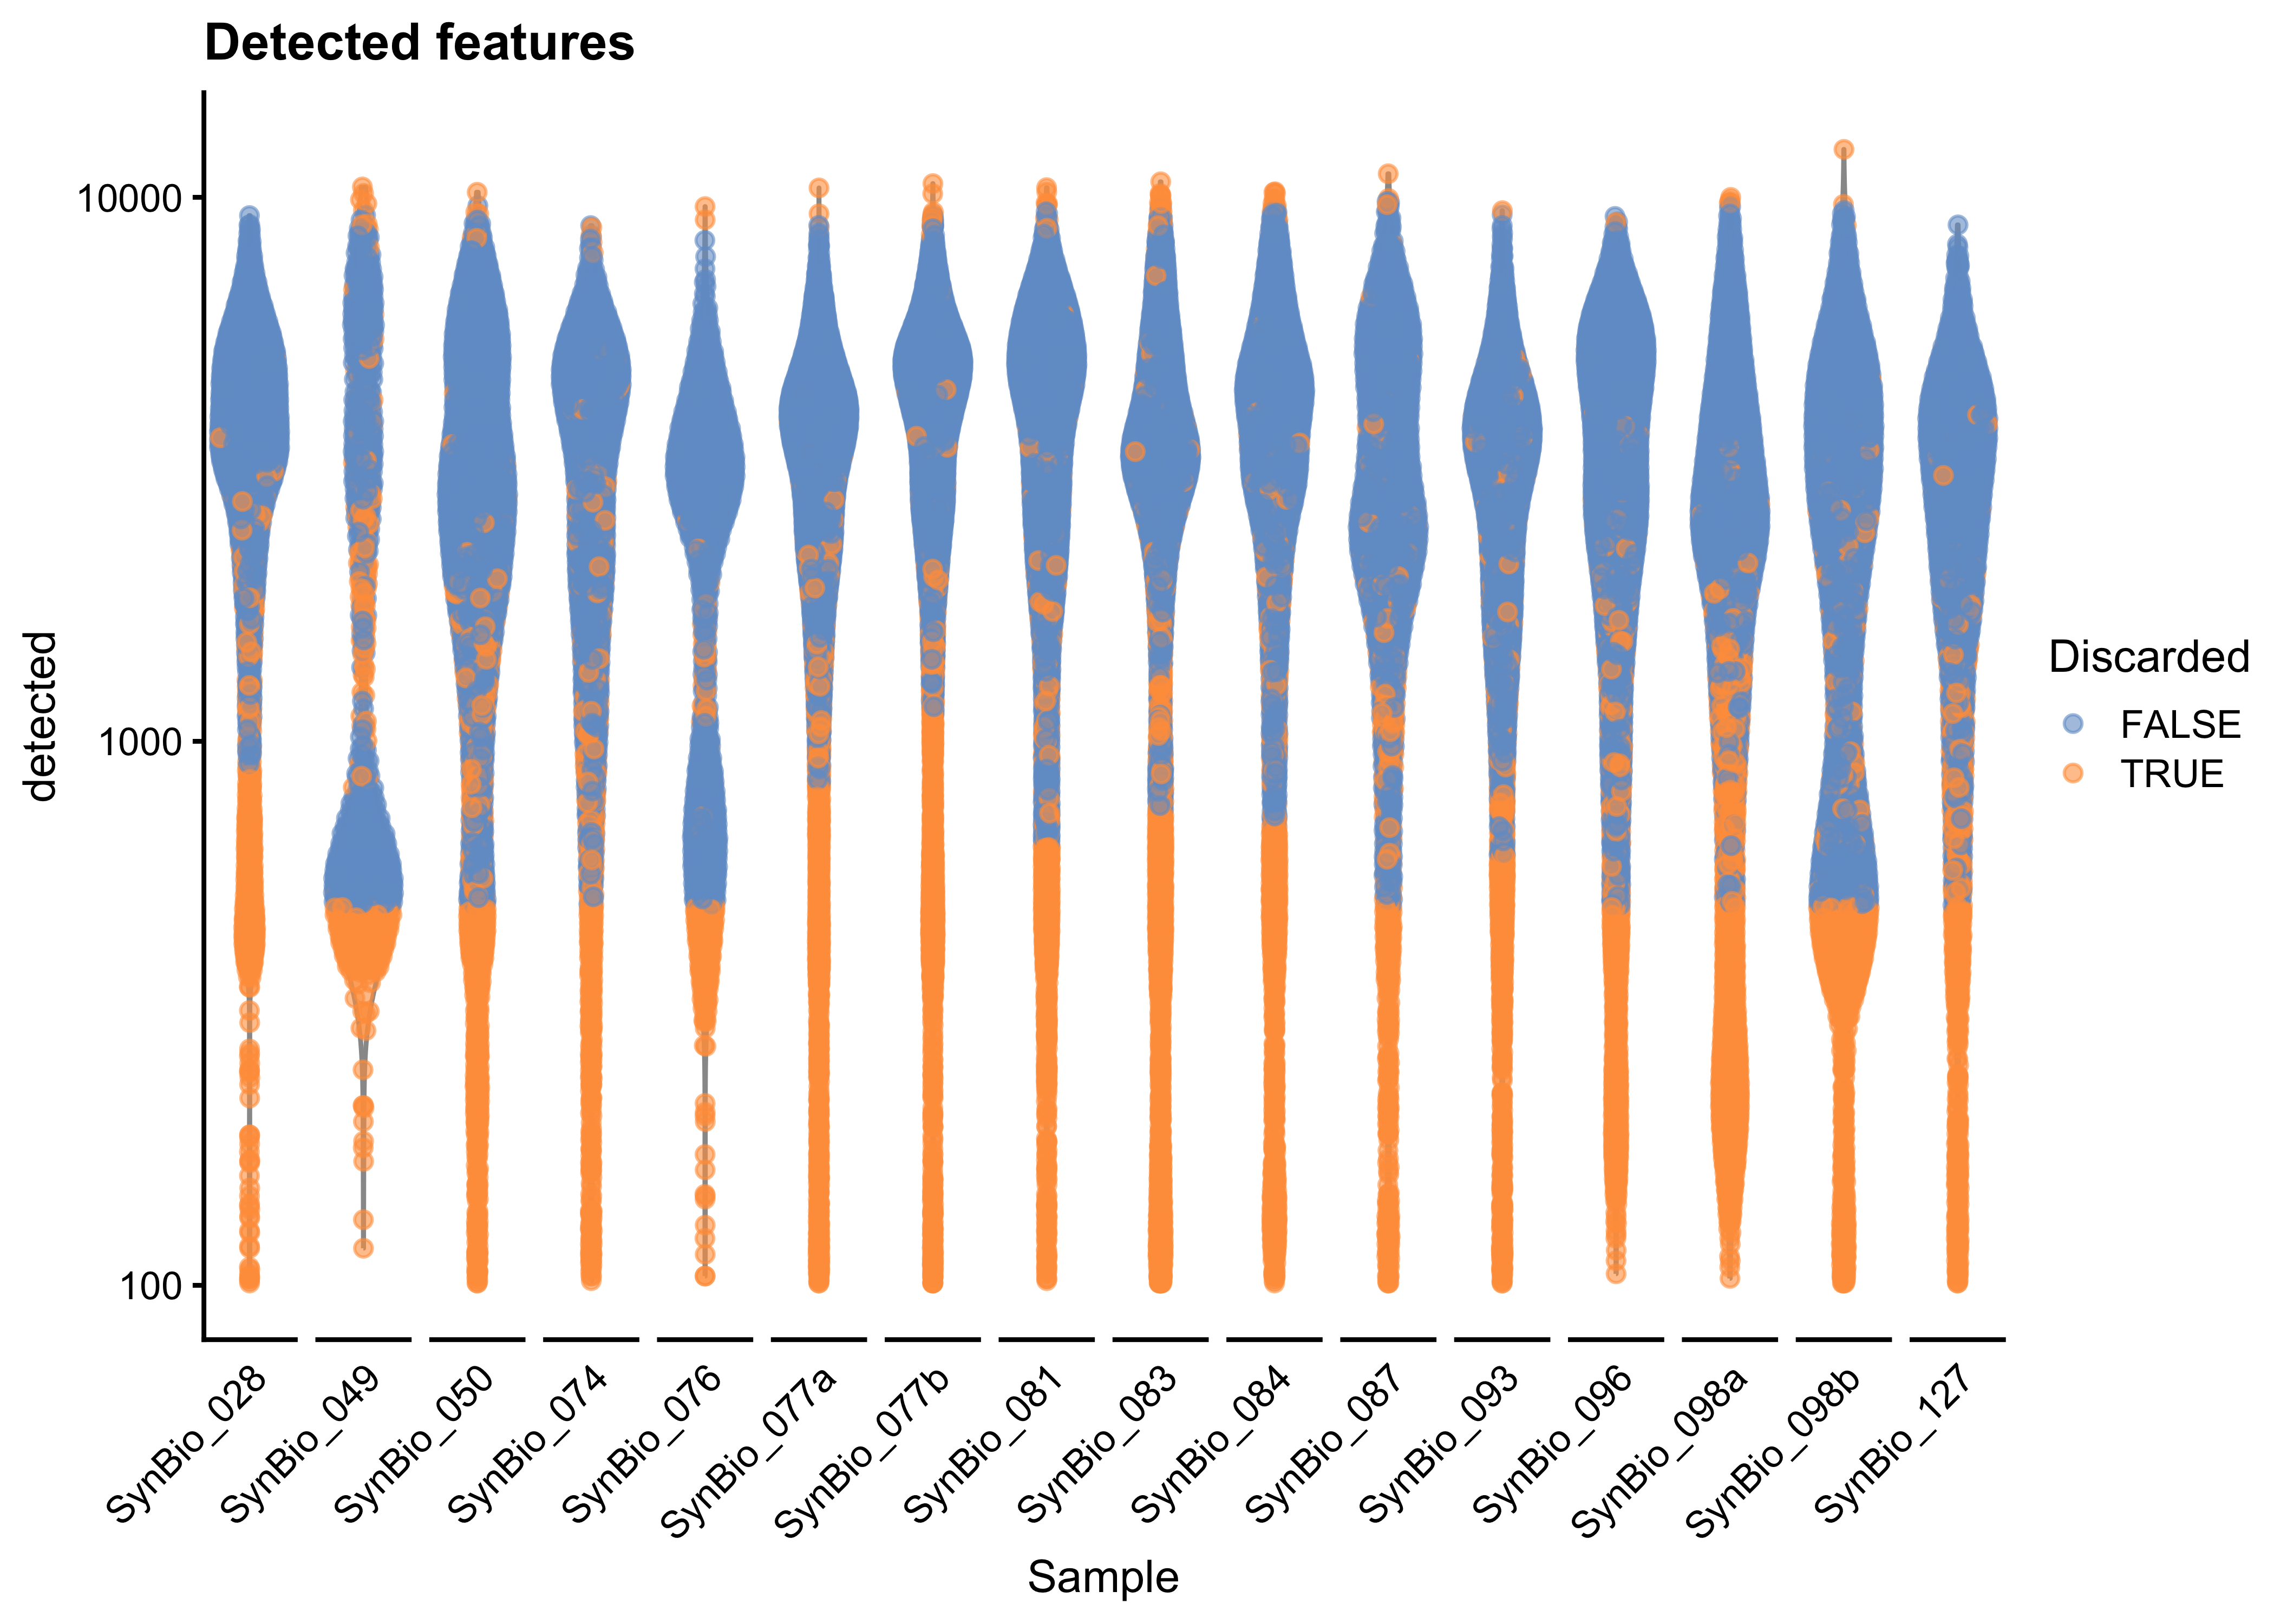 Detected features
10000
1000
100
detected
SynBio_028
SynBio_049
SynBio_050
SynBio_074
SynBio_076
SynBio_077a
SynBio_077b
SynBio_081
SynBio_083
SynBio_084
SynBio_087
SynBio_093
SynBio_096
SynBio_098a
SynBio_098b
SynBio_127
Sample
Discarded
FALSE
TRUE